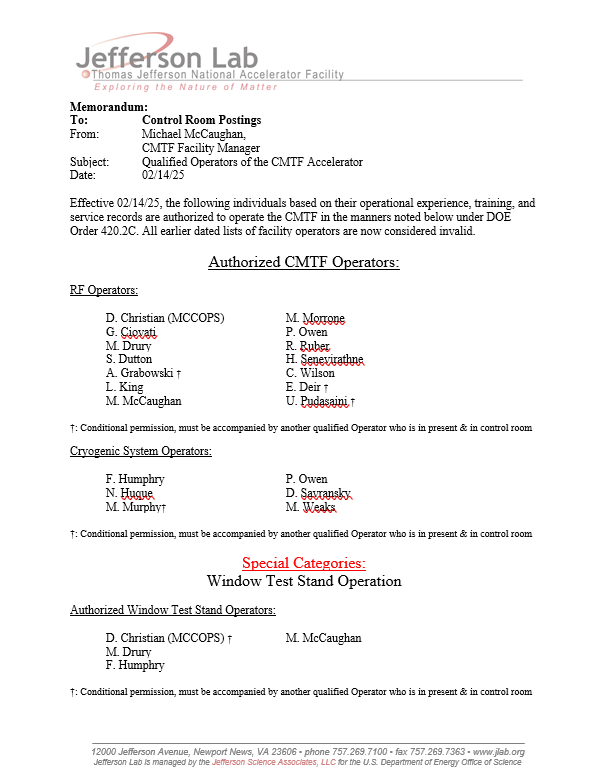 Jefferson Lab
Thomas Jefferson National Accelerator Facility
Exploring the Nature of Matter
Memorandum:
To: Control Room Postings
From: Michael McCaughan,
CMTF Facility Manager
Subject: Qualified Operators of the CMTF Accelerator
Date: 02/14/25
Effective 02/14/25, the following individuals based on their operational experience, training, and
service records are authorized to operate the CMTF in the manners noted below under DOE
Order 420.2C. All earlier dated lists of facility operators are now considered invalid.
Authorized CMTF Operators:
RF Operators:
D. Christian (MCCOPS) M. Morrone
G. Ciovati P. Owen
M. Drury R. Ruber
S. Dutton H. Senevirathne
A. Grabowski † C. Wilson
L. King E. Deir †
M. McCaughan U. Pudasaini †
†: Conditional permission, must be accompanied by another qualified Operator who is in present & in control room
Cryogenic System Operators:
F. Humphry P. Owen
N. Huque D. Savransky
M. Murphy† M. Weaks
†: Conditional permission, must be accompanied by another qualified Operator who is in present & in control room
Special Categories:
Window Test Stand Operation
Authorized Window Test Stand Operators:
D. Christian (MCCOPS) † M. McCaughan
M. Drury
F. Humphry
†: Conditional permission, must be accompanied by another qualified Operator who is in present & in control room
12000 Jefferson Avenue, Newport News, VA 23606 • phone 757.269.7100 • fax 757.269.7363 • www.jlab.org
Jefferson Lab is managed by the Jefferson Science Associates, LLC for the U.S. Department of Energy Office of Science